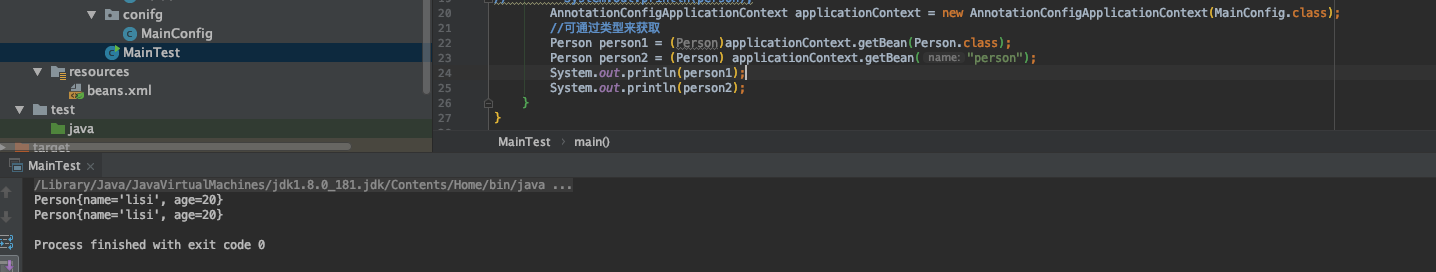 conifg
MainConfig
MainTest
resources
beans.xml
test
java
target
20 AnnotationConfigApplicationContext applicationContext = new AnnotationConfigApplicationContext(MainConfig.class);
21 //可通过类型来获取
22 Person person1 = (Person)applicationContext.getBean(Person.class);
23 Person person2 = (Person) applicationContext.getBean( name: "person");
24 System.out.println(person1);
25 System.out.println(person2);
26 }
27 }
MainTest › main()
MainTest ×
/Library/Java/JavaVirtualMachines/jdk1.8.0_181.jdk/Contents/Home/bin/java ...
Person{name='lisi', age=20}
Person{name='lisi', age=20}
Process finished with exit code 0